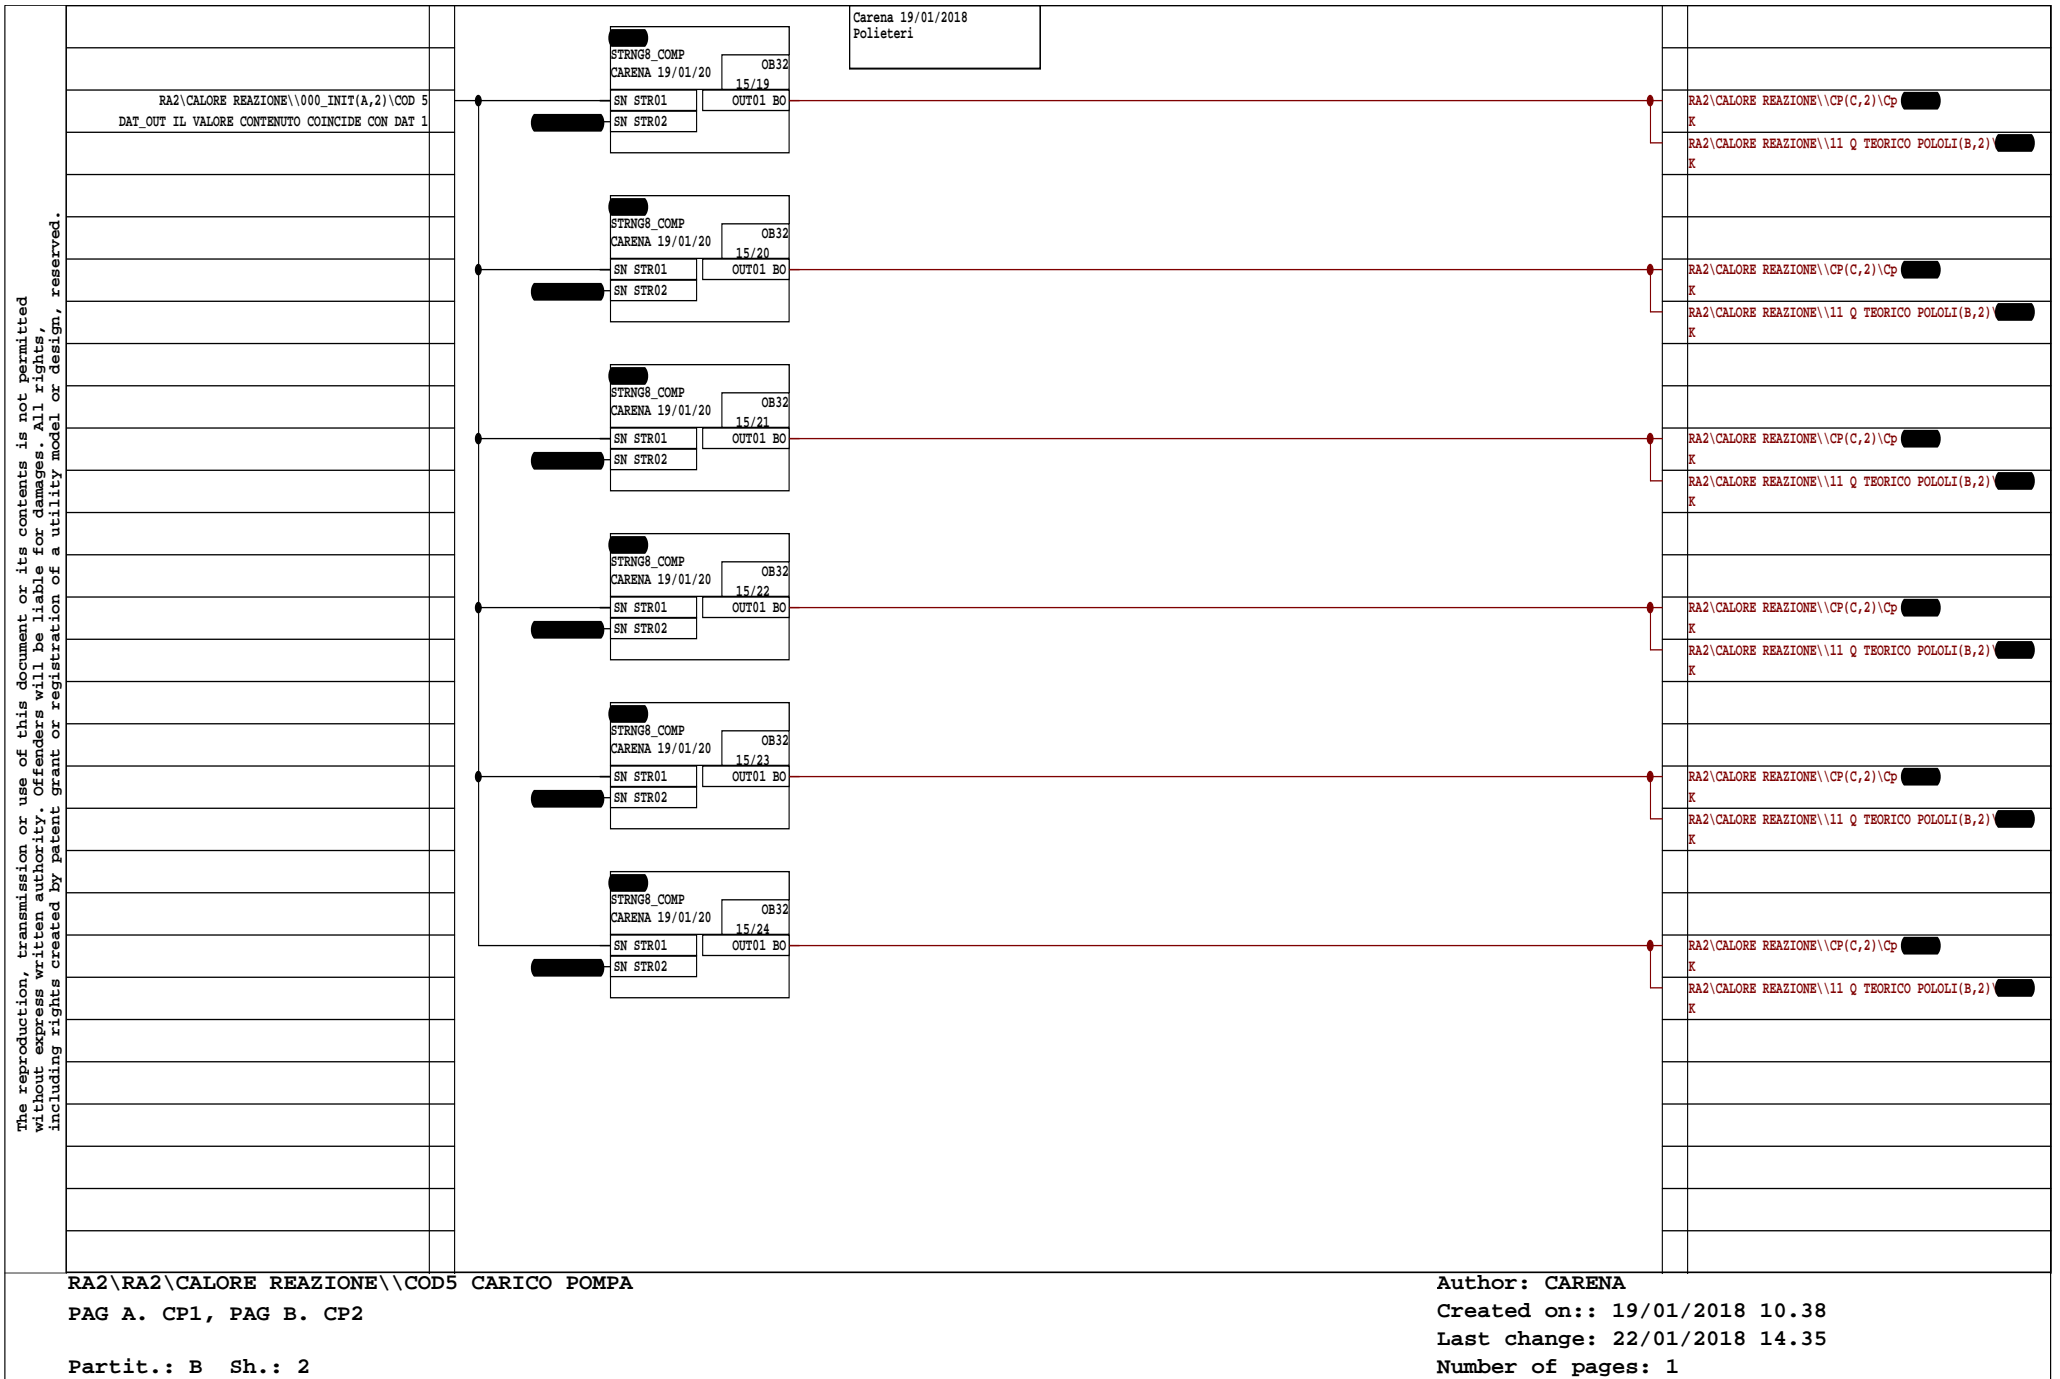 Carena 19/01/2018
Polieteri
STRNG8_COMP
CARENA 19/01/20
OB32
15/19
RA2\CALORE REAZIONE\\000_INIT(A,2)\COD 5
DAT_OUT IL VALORE CONTENUTO COINCIDE CON DAT 1
SN STR01
OUT01 BO
SN STR02
RA2\CALORE REAZIONE\\CP(C,2)\Cp
K
RA2\CALORE REAZIONE\\11 Q TEORICO POLOLI(B,2)\
K
STRNG8_COMP
CARENA 19/01/20
OB32
15/20
SN STR01
OUT01 BO
SN STR02
RA2\CALORE REAZIONE\\CP(C,2)\Cp
K
RA2\CALORE REAZIONE\\11 Q TEORICO POLOLI(B,2)\
K
STRNG8_COMP
CARENA 19/01/20
OB32
15/21
SN STR01
OUT01 BO
SN STR02
RA2\CALORE REAZIONE\\CP(C,2)\Cp
K
RA2\CALORE REAZIONE\\11 Q TEORICO POLOLI(B,2)\
K
STRNG8_COMP
CARENA 19/01/20
OB32
15/22
SN STR01
OUT01 BO
SN STR02
RA2\CALORE REAZIONE\\CP(C,2)\Cp
K
RA2\CALORE REAZIONE\\11 Q TEORICO POLOLI(B,2)\
K
STRNG8_COMP
CARENA 19/01/20
OB32
15/23
SN STR01
OUT01 BO
SN STR02
RA2\CALORE REAZIONE\\CP(C,2)\Cp
K
RA2\CALORE REAZIONE\\11 Q TEORICO POLOLI(B,2)\
K
STRNG8_COMP
CARENA 19/01/20
OB32
15/24
SN STR01
OUT01 BO
SN STR02
RA2\CALORE REAZIONE\\CP(C,2)\Cp
K
RA2\CALORE REAZIONE\\11 Q TEORICO POLOLI(B,2)\
K
The reproduction, transmission or use of this document or its contents is not permitted
without express written authority. Offenders will be liable for damages. All rights,
including rights created by patent grant or registration of a utility model or design, reserved.
RA2\RA2\CALORE REAZIONE\\COD5 CARICO POMPA
PAG A. CP1, PAG B. CP2
Partit.: B Sh.: 2
Author: CARENA
Created on:: 19/01/2018 10.38
Last change: 22/01/2018 14.35
Number of pages: 1